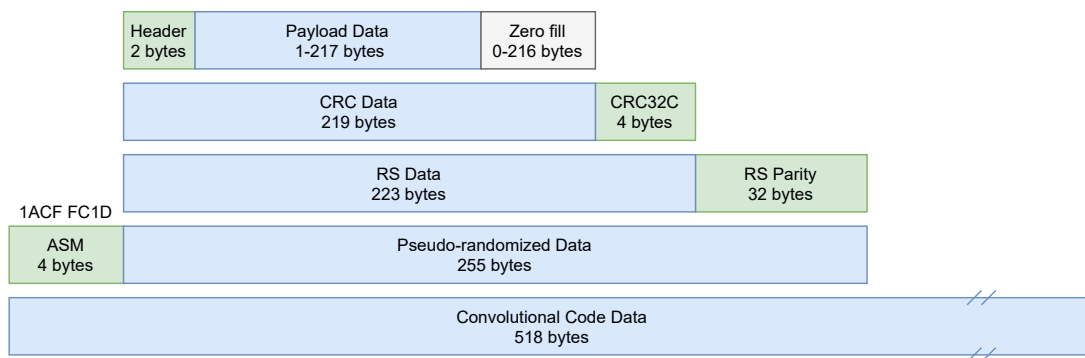 Header
2 bytes
Payload Data
1-217 bytes
Zero fill
0-216 bytes
CRC Data
219 bytes
CRC32C
4 bytes
RS Data
223 bytes
RS Parity
32 bytes
1ACF FC1D
ASM
4 bytes
Pseudo-randomized Data
255 bytes
Convolutional Code Data
518 bytes